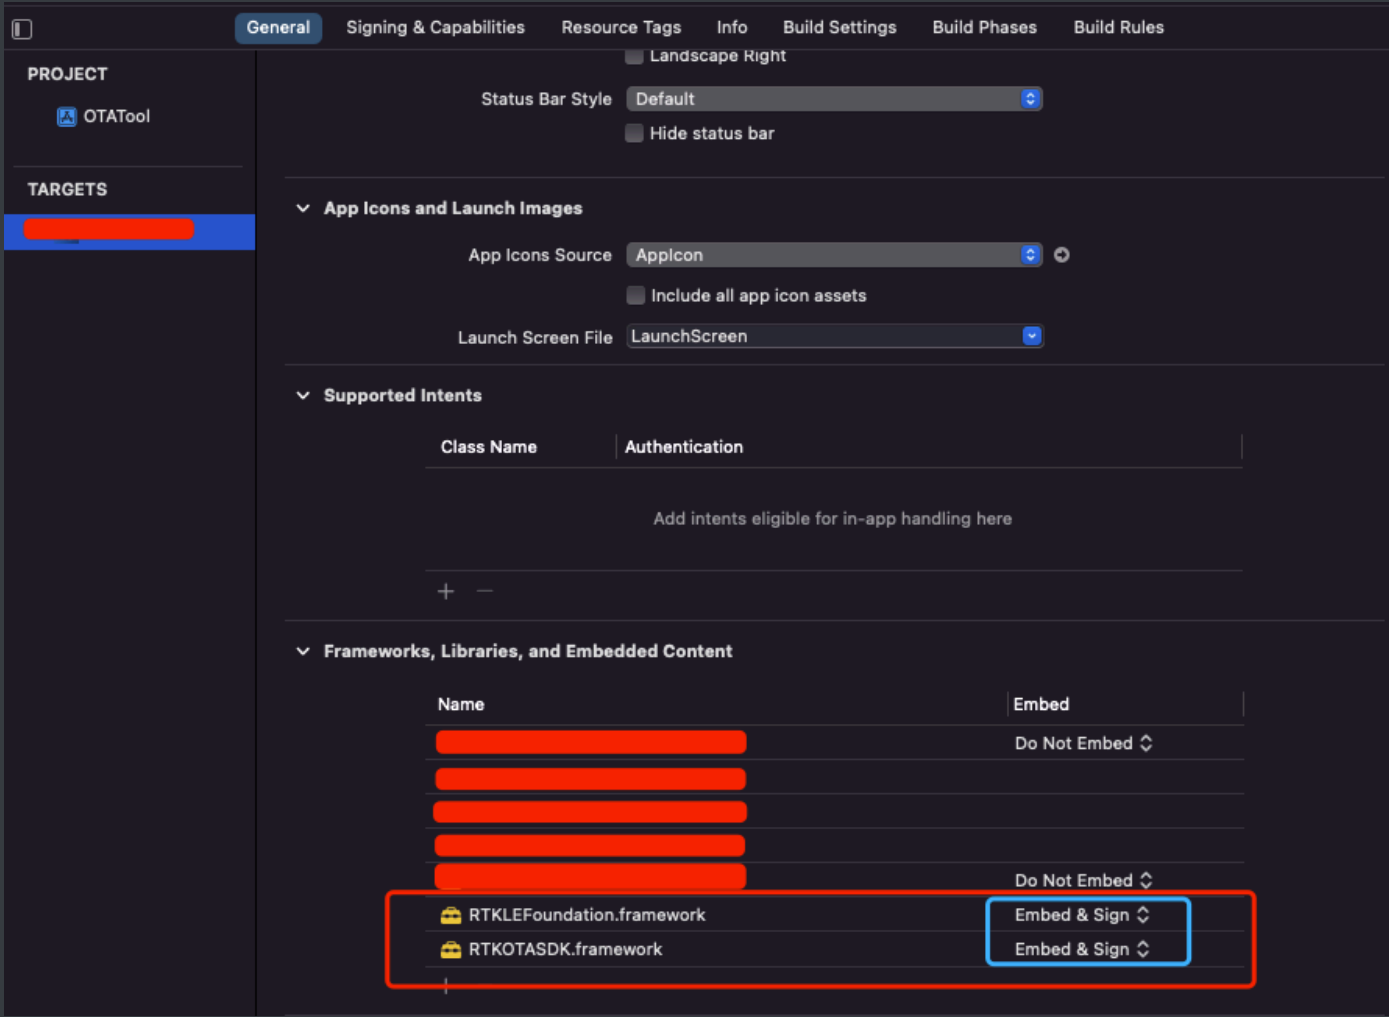 General Signing & Capabilities Resource Tags Info Build Settings Build Phases Build Rules
PROJECT
OTATool
TARGETS
Landscape Right
Status Bar Style Default
Hide status bar
App Icons and Launch Images
App Icons Source AppIcon
Include all app icon assets
Launch Screen File LaunchScreen
Supported Intents
Class Name Authentication
Add intents eligible for in-app handling here
Frameworks, Libraries, and Embedded Content
Name Embed
Do Not Embed
Do Not Embed
RTKLEFoundation.framework Embed & Sign
RTKOTASDK.framework Embed & Sign